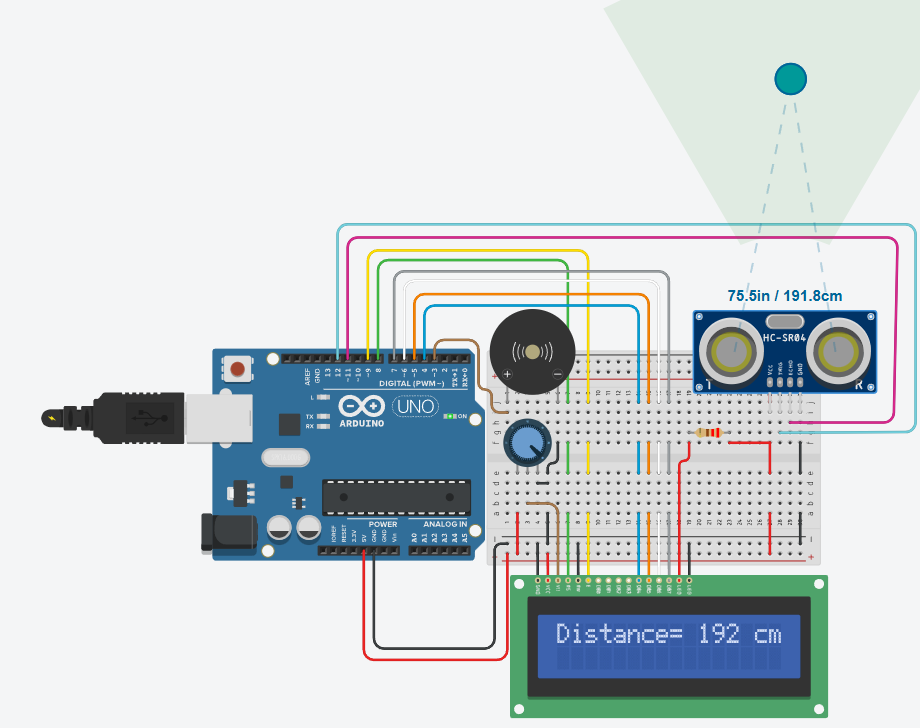 75.5in / 191.8cm
HC-SR04
VCC
TRIG
ECHO
GND
T
R
AREF
GND
13
12
~11
~10
~9
8
7
~6
~5
4
~3
2
TX→1
RX←0
DIGITAL (PWM~)
L
TX
RX
UNO
ON
ARDUINO
POWER
ANALOG IN
IOREF
RESET
3.3V
5V
GND
GND
Vin
A0
A1
A2
A3
A4
A5
Distance= 192 cm